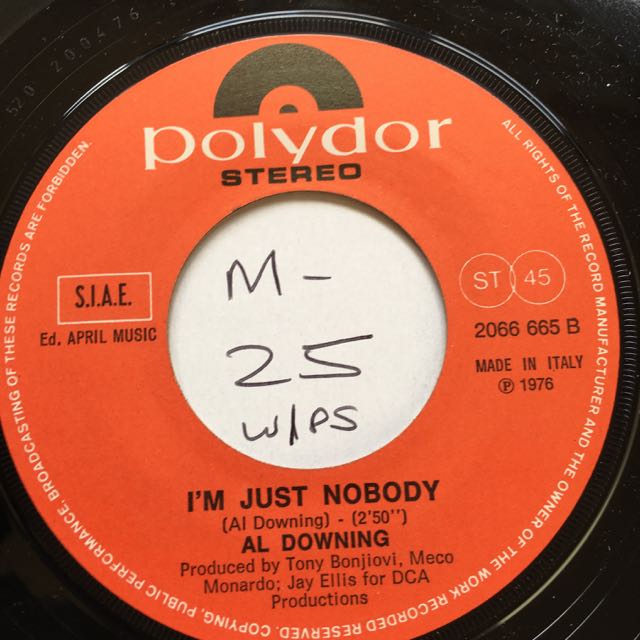 520 200476
polydor
STEREO
ALL RIGHTS OF THE RECORD MANUFACTURER AND THE OWNER OF THE WORK RECORDED RESERVED. COPYING, PUBLIC PERFORMANCE, BROADCASTING OF THESE RECORDS ARE FORBIDDEN.
S.I.A.E.
Ed. APRIL MUSIC
ST 45
2066 665 B
MADE IN ITALY
℗ 1976
M-
25
W/PS
I'M JUST NOBODY
(Al Downing) - (2'50'')
AL DOWNING
Produced by Tony Bonjiovi, Meco
Monardo; Jay Ellis for DCA
Productions